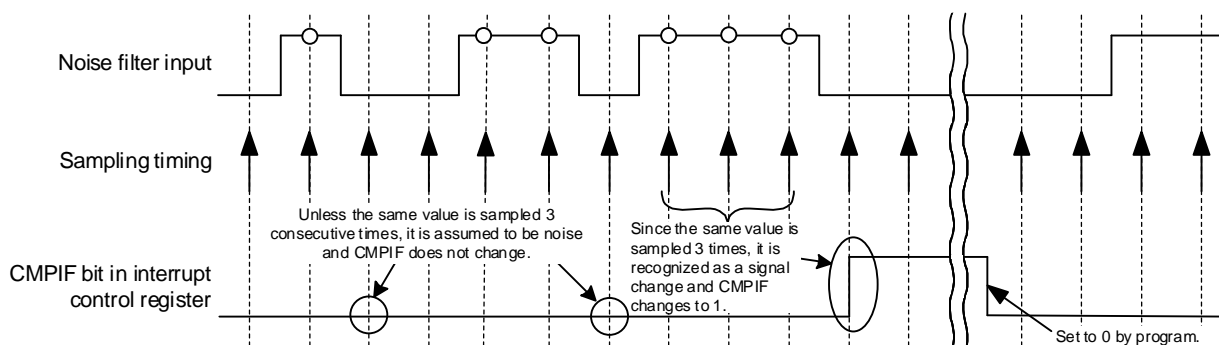 Noise filter input
Sampling timing
Unless the same value is sampled 3
consecutive times, it is assumed to be noise
and CMPIF does not change.
Since the same value is
sampled 3 times, it is
recognized as a signal
change and CMPIF
changes to 1.
CMPIF bit in interrupt
control register
Set to 0 by program.